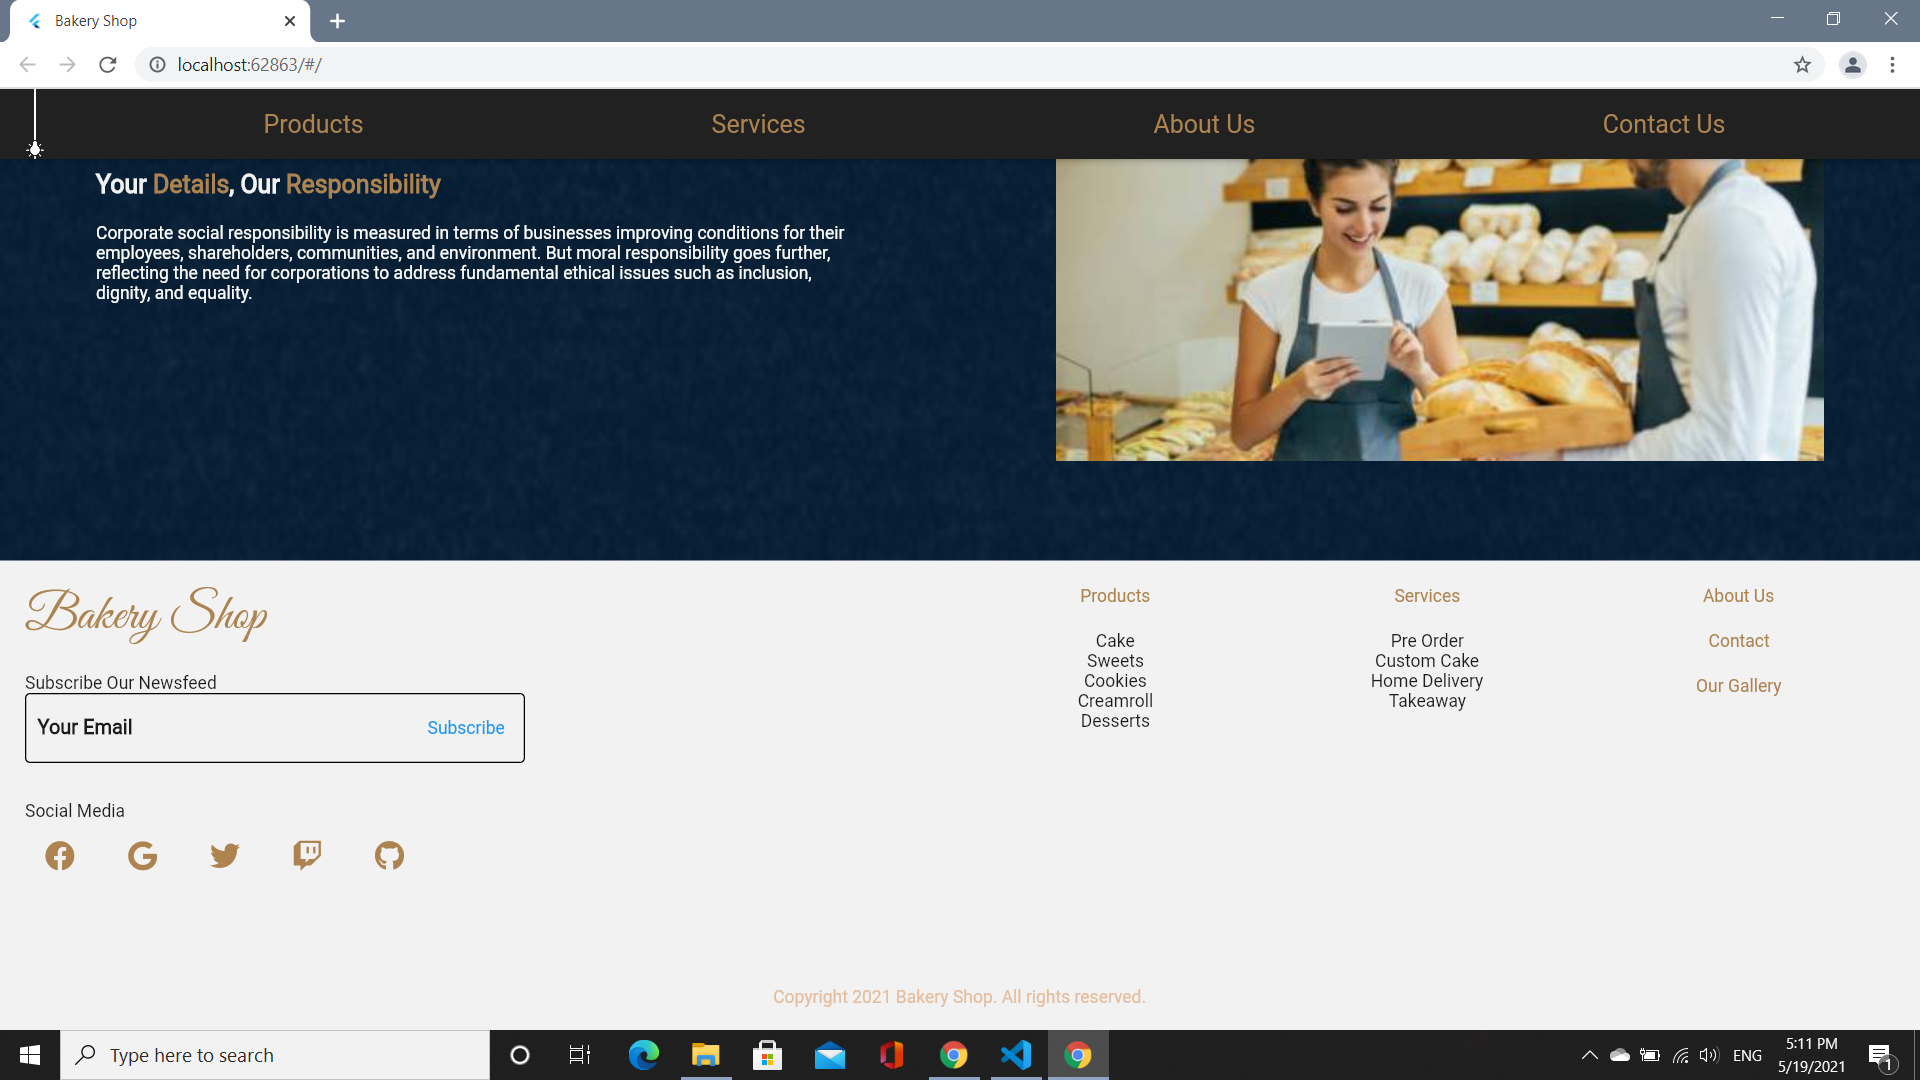 Bakery Shop
localhost:62863/#/
Products
Services
About Us
Contact Us
Your Details, Our Responsibility
Corporate social responsibility is measured in terms of businesses improving conditions for their
employees, shareholders, communities, and environment. But moral responsibility goes further,
reflecting the need for corporations to address fundamental ethical issues such as inclusion,
dignity, and equality.
Bakery Shop
Subscribe Our Newsfeed
Your Email
Subscribe
Social Media
Products
Cake
Sweets
Cookies
Creamroll
Desserts
Services
Pre Order
Custom Cake
Home Delivery
Takeaway
About Us
Contact
Our Gallery
Copyright 2021 Bakery Shop. All rights reserved.
Type here to search
ENG
5:11 PM
5/19/2021
1